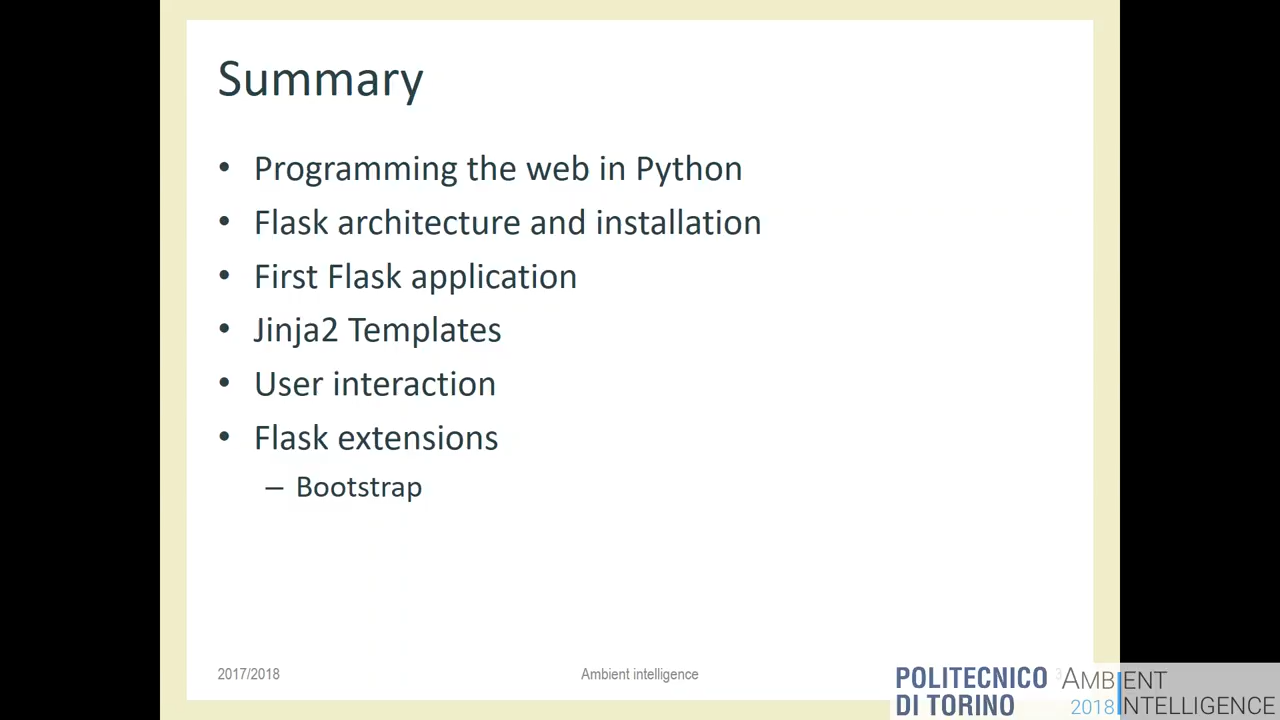 Summary
• Programming the web in Python
• Flask architecture and installation
• First Flask application
• Jinja2 Templates
• User interaction
• Flask extensions
– Bootstrap
2017/2018
Ambient intelligence
3
POLITECNICO
DI TORINO
AMBIENT
2018 INTELLIGENCE